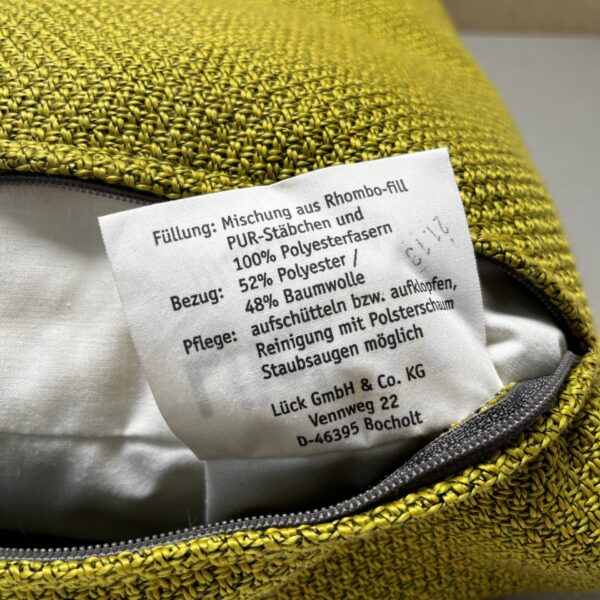 Füllung: Mischung aus Rhombo-fill
PUR-Stäbchen und
100% Polyesterfasern
Bezug: 52% Polyester /
48% Baumwolle
Pflege: aufschütteln bzw. aufklopfen,
Reinigung mit Polsterschaum
Staubsaugen möglich
Lück GmbH & Co. KG
Vennweg 22
D-46395 Bocholt